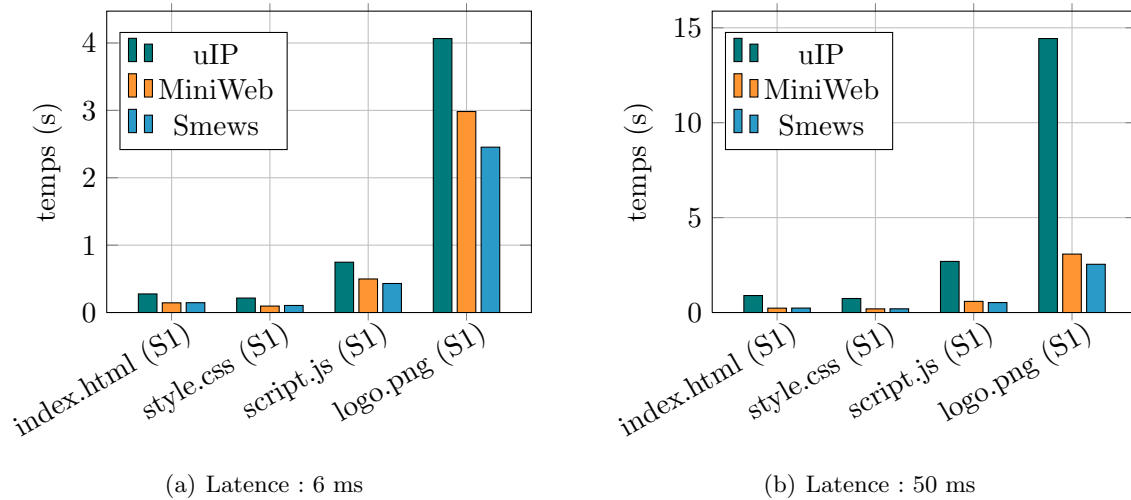 4
3
2
1
0
temps (s)
uIP
MiniWeb
Smews
index.html (S1)
style.css (S1)
script.js (S1)
logo.png (S1)
(a) Latence : 6 ms
15
10
5
0
temps (s)
uIP
MiniWeb
Smews
index.html (S1)
style.css (S1)
script.js (S1)
logo.png (S1)
(b) Latence : 50 ms